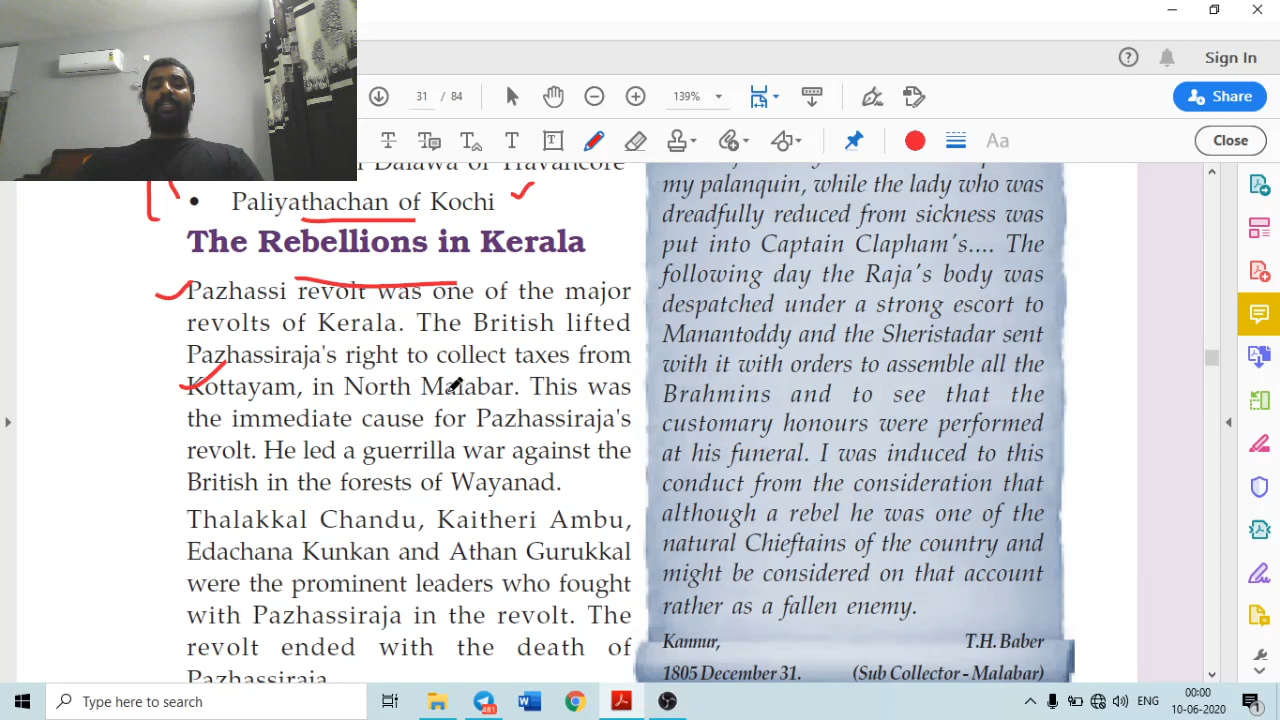 Sign In
31 / 84
139%
Share
Close
Dalawa of Travancore
• Paliyathachan of Kochi
The Rebellions in Kerala
Pazhassi revolt was one of the major
revolts of Kerala. The British lifted
Pazhassiraja's right to collect taxes from
Kottayam, in North Malabar. This was
the immediate cause for Pazhassiraja's
revolt. He led a guerrilla war against the
British in the forests of Wayanad.
Thalakkal Chandu, Kaitheri Ambu,
Edachana Kunkan and Athan Gurukkal
were the prominent leaders who fought
with Pazhassiraja in the revolt. The
revolt ended with the death of
Pazhassiraja
my palanquin, while the lady who was
dreadfully reduced from sickness was
put into Captain Clapham's.... The
following day the Raja's body was
despatched under a strong escort to
Manantoddy and the Sheristadar sent
with it with orders to assemble all the
Brahmins and to see that the
customary honours were performed
at his funeral. I was induced to this
conduct from the consideration that
although a rebel he was one of the
natural Chieftains of the country and
might be considered on that account
rather as a fallen enemy.
Kannur, T.H. Baber
1805 December 31. (Sub Collector - Malabar)
Type here to search
481
ENG
00:00
10-06-2020
1